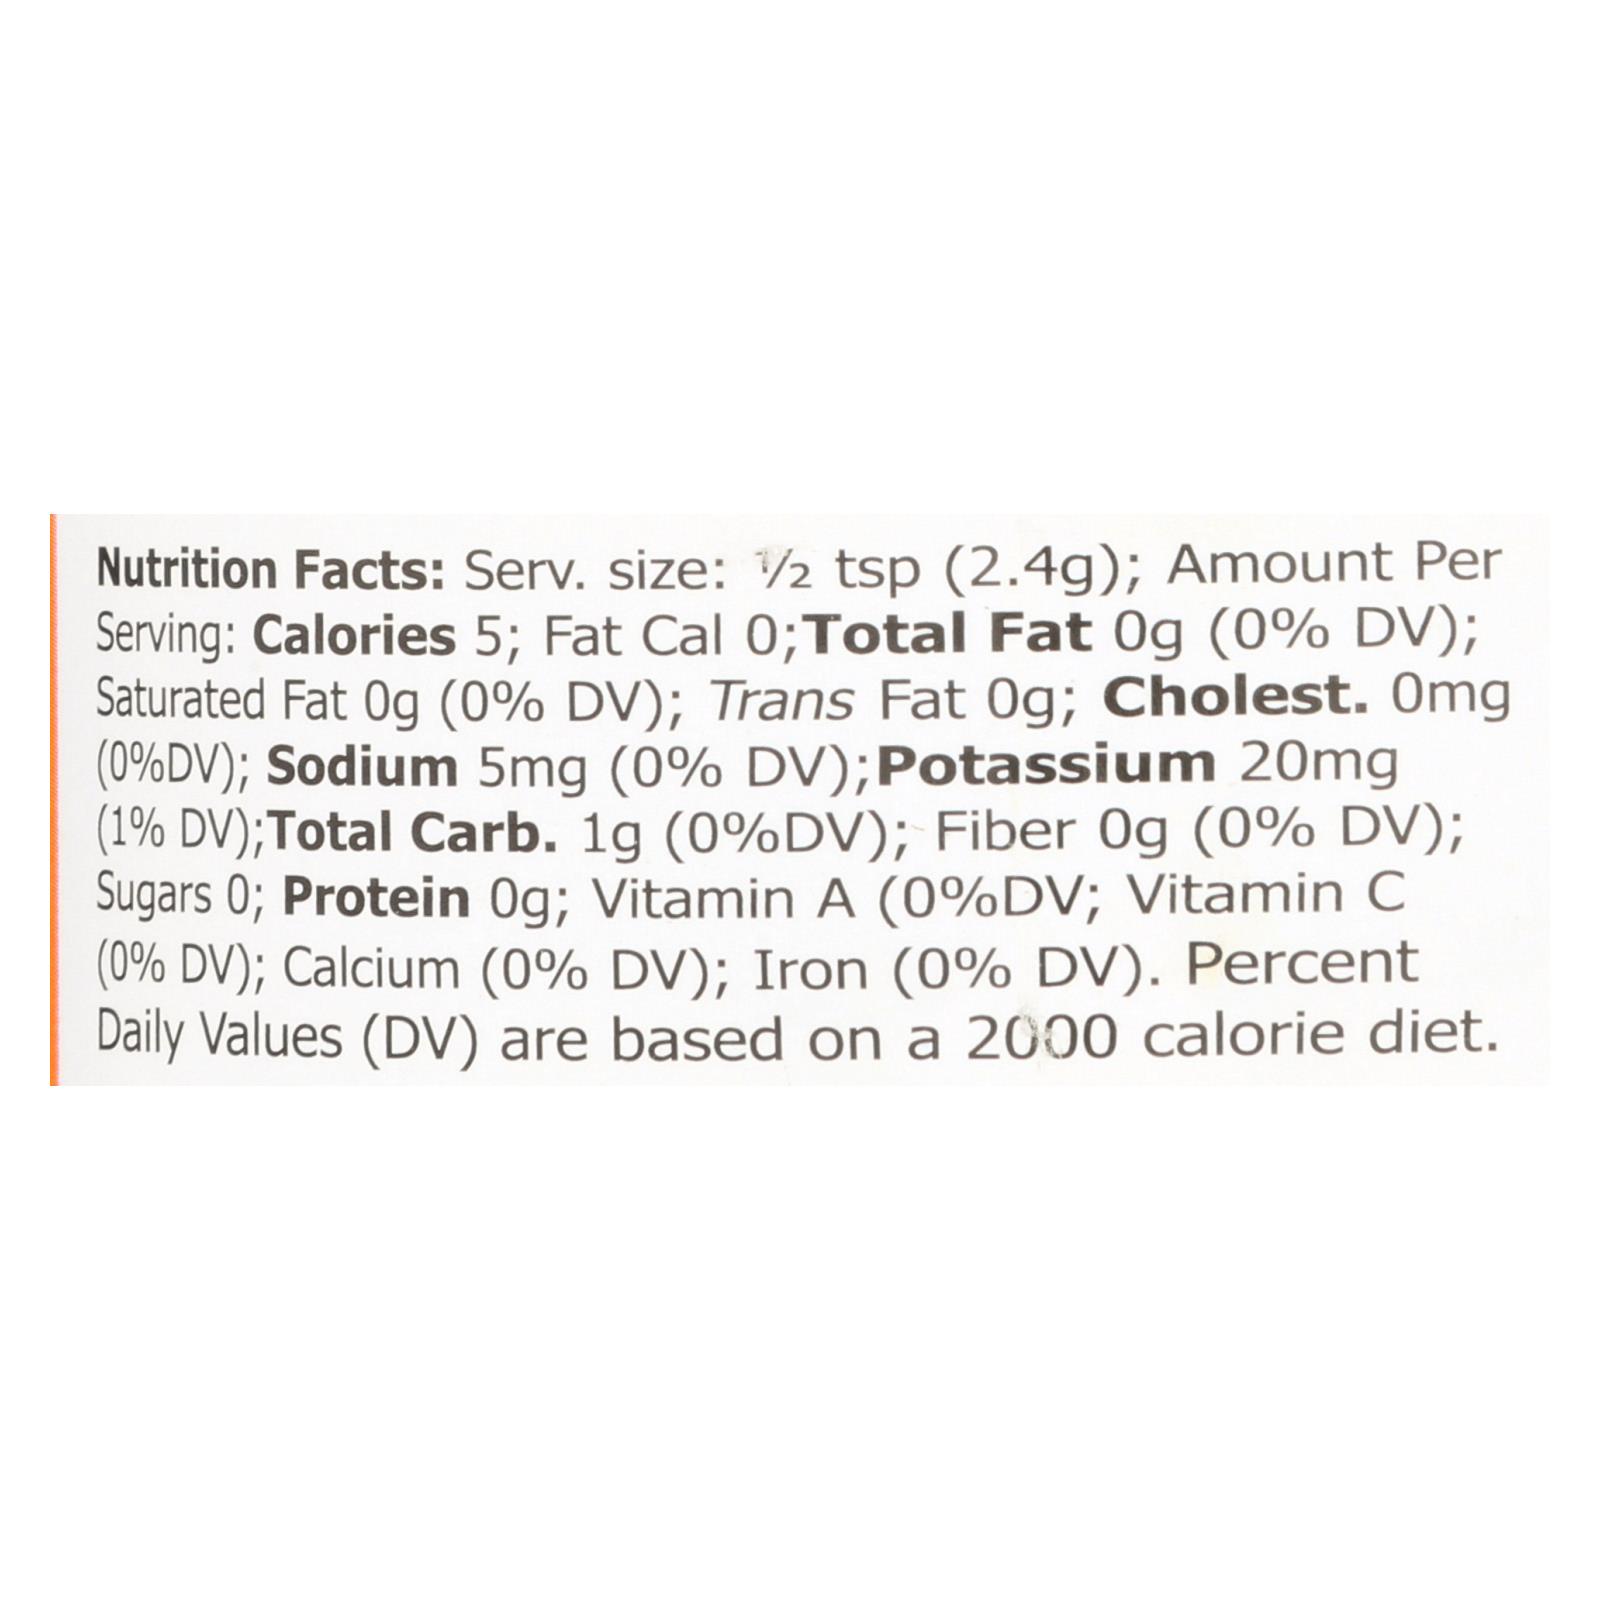 Nutrition Facts: Serv. size: ½ tsp (2.4g); Amount Per
Serving: Calories 5; Fat Cal 0;Total Fat 0g (0% DV);
Saturated Fat 0g (0% DV); Trans Fat 0g; Cholest. 0mg
(0%DV); Sodium 5mg (0% DV);Potassium 20mg
(1% DV);Total Carb. 1g (0%DV); Fiber 0g (0% DV);
Sugars 0; Protein 0g; Vitamin A (0%DV; Vitamin C
(0% DV); Calcium (0% DV); Iron (0% DV). Percent
Daily Values (DV) are based on a 2000 calorie diet.